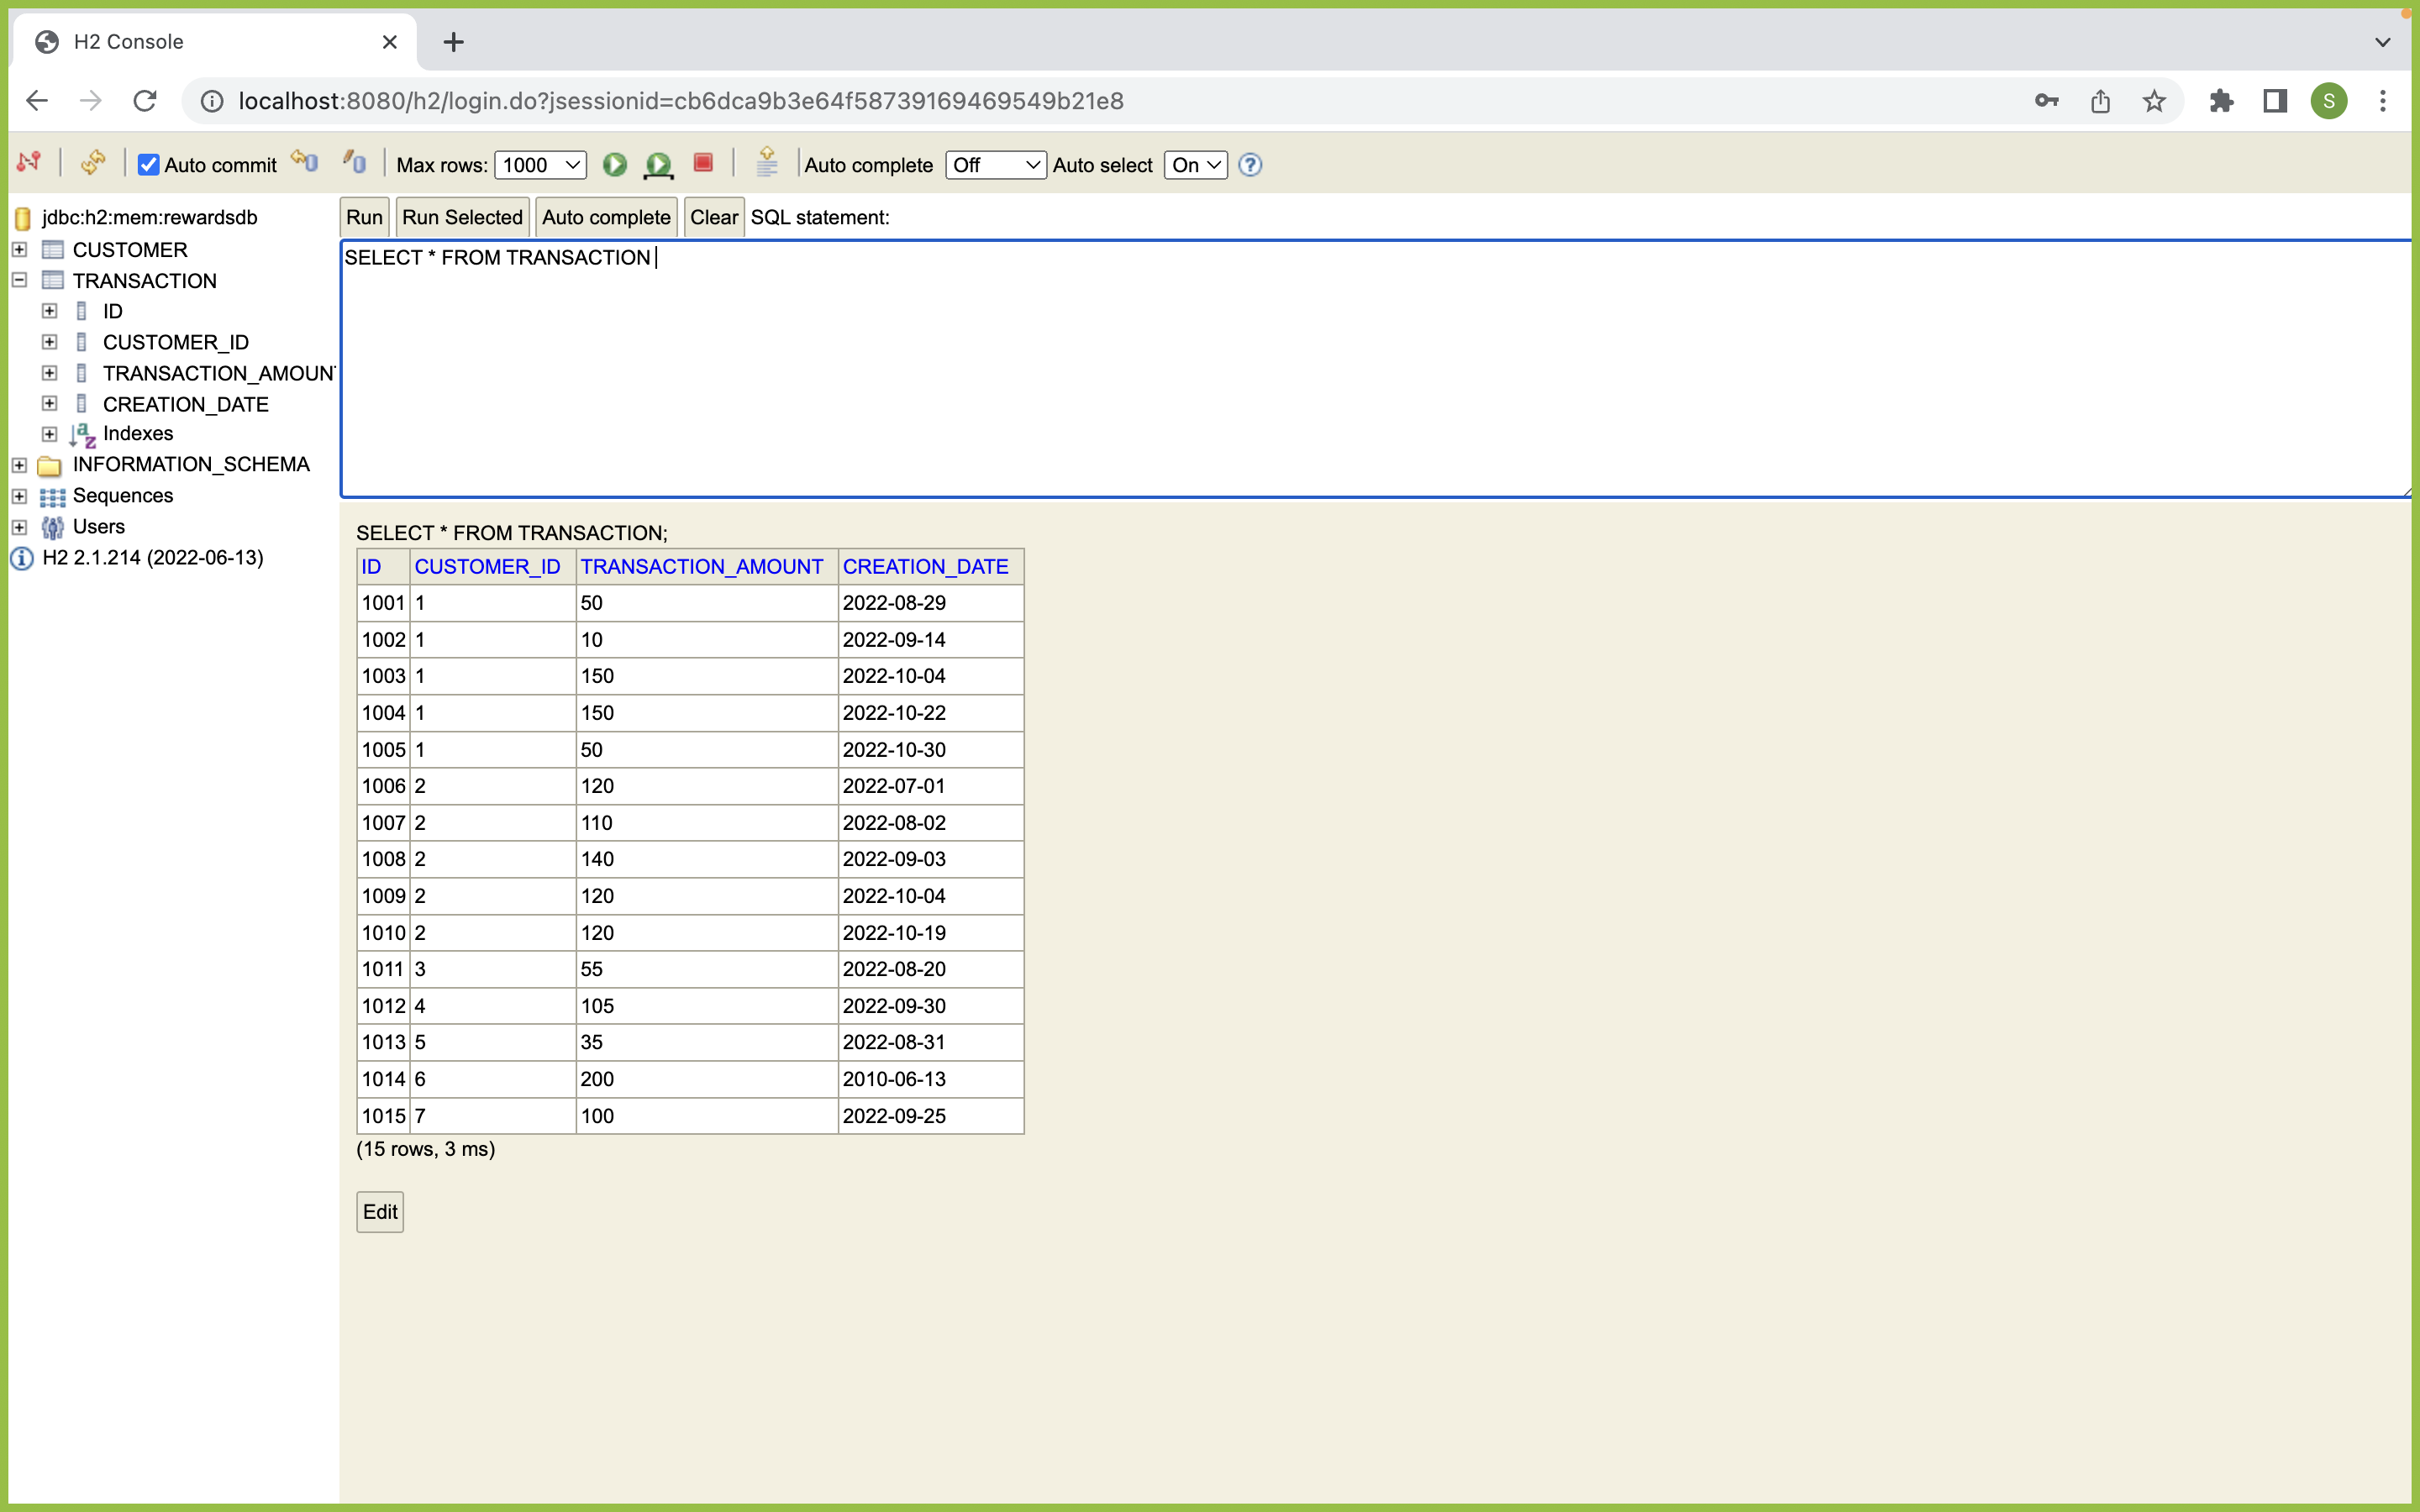 H2 Console
localhost:8080/h2/login.do?jsessionid=cb6dca9b3e64f58739169469549b21e8
S
Auto commit Max rows: 1000 Auto complete Off Auto select On ?
jdbc:h2:mem:rewardsdb
CUSTOMER
TRANSACTION
ID
CUSTOMER_ID
TRANSACTION_AMOUN
CREATION_DATE
Indexes
INFORMATION_SCHEMA
Sequences
Users
H2 2.1.214 (2022-06-13)
Run Run Selected Auto complete Clear SQL statement:
SELECT * FROM TRANSACTION
SELECT * FROM TRANSACTION;
ID CUSTOMER_ID TRANSACTION_AMOUNT CREATION_DATE
1001 1 50 2022-08-29
1002 1 10 2022-09-14
1003 1 150 2022-10-04
1004 1 150 2022-10-22
1005 1 50 2022-10-30
1006 2 120 2022-07-01
1007 2 110 2022-08-02
1008 2 140 2022-09-03
1009 2 120 2022-10-04
1010 2 120 2022-10-19
1011 3 55 2022-08-20
1012 4 105 2022-09-30
1013 5 35 2022-08-31
1014 6 200 2010-06-13
1015 7 100 2022-09-25
(15 rows, 3 ms)
Edit